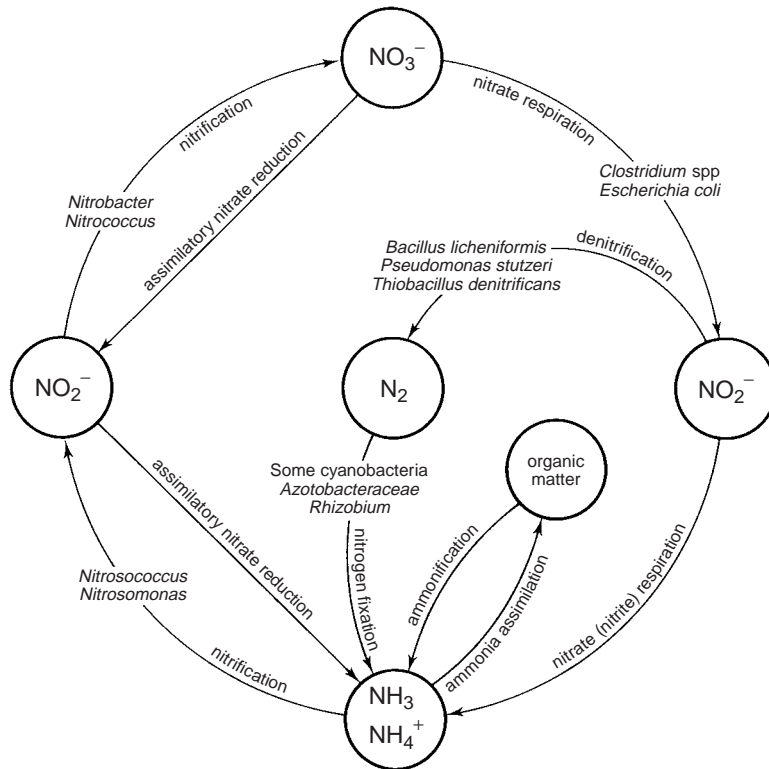 NO₃⁻
nitrification
nitrate respiration
assimilatory nitrate reduction
Nitrobacter
Nitrococcus
Clostridium spp
Escherichia coli
denitrification
Bacillus licheniformis
Pseudomonas stutzeri
Thiobacillus denitrificans
NO₂⁻
N₂
NO₂⁻
organic
matter
Some cyanobacteria
Azotobacteraceae
Rhizobium
assimilatory nitrate reduction
nitrogen fixation
ammonification
ammonia assimilation
nitrate (nitrite) respiration
Nitrosococcus
Nitrosomonas
nitrification
NH₃
NH₄⁺